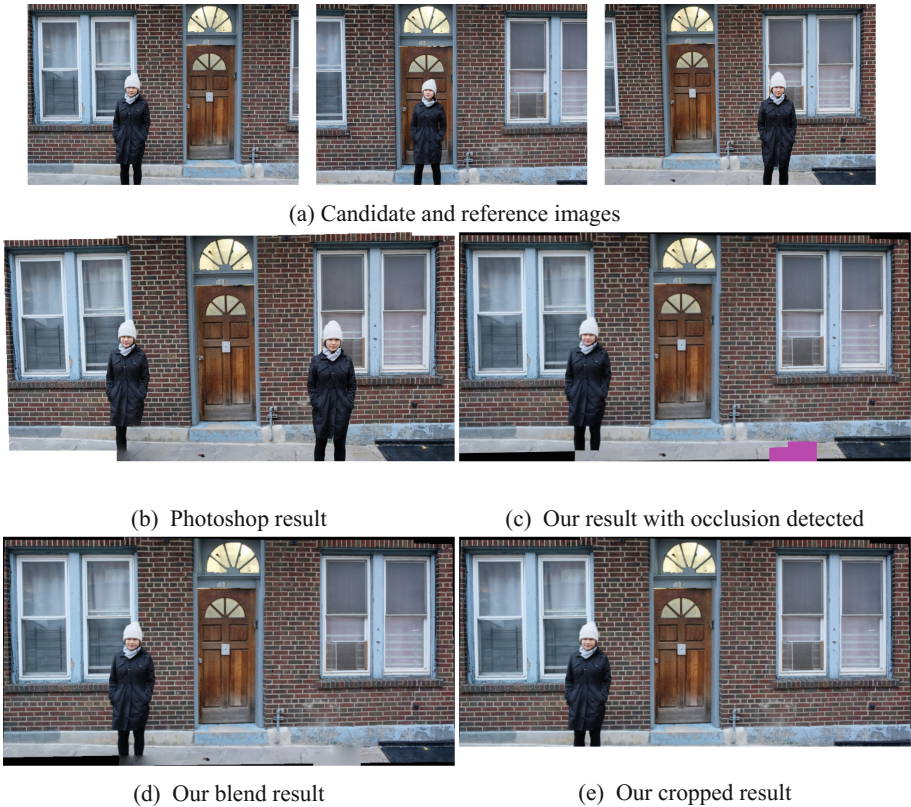 (a) Candidate and reference images
(b) Photoshop result
(c) Our result with occlusion detected
(d) Our blend result
(e) Our cropped result